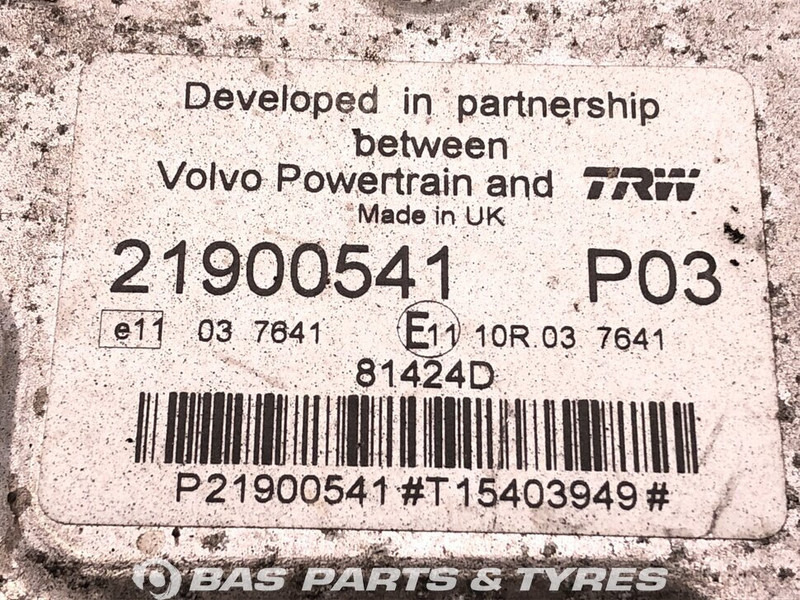 Developed in partnership
between
Volvo Powertrain and TRW
Made in UK
21900541 P03
e11 03 7641 E11 10R.03 7641
81424D
P21900541#T15403949#
BAS PARTS & TYRES